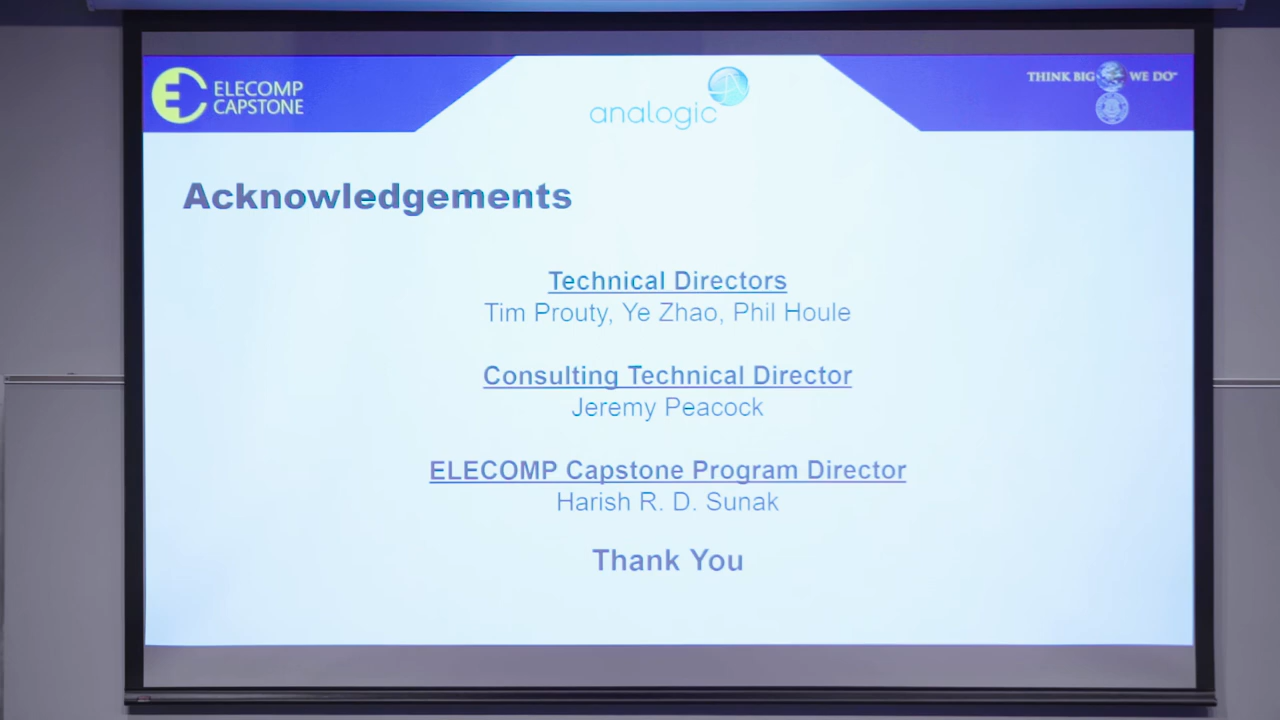 ELECOMP
CAPSTONE
analogic
THINK BIG WE DO™
Acknowledgements
Technical Directors
Tim Prouty, Ye Zhao, Phil Houle
Consulting Technical Director
Jeremy Peacock
ELECOMP Capstone Program Director
Harish R. D. Sunak
Thank You